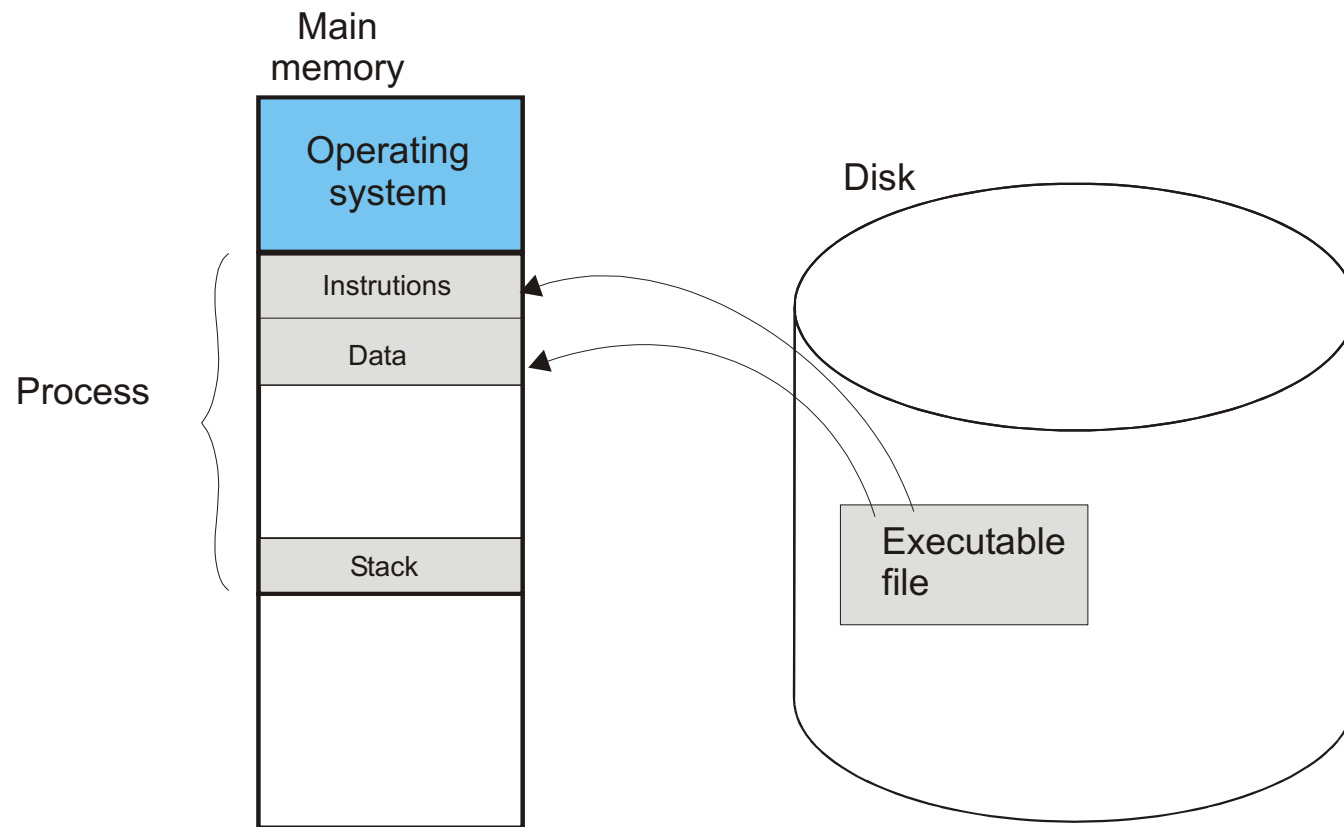 Main
memory
Operating
system
Disk
Instrutions
Data
Process
Stack
Executable
file